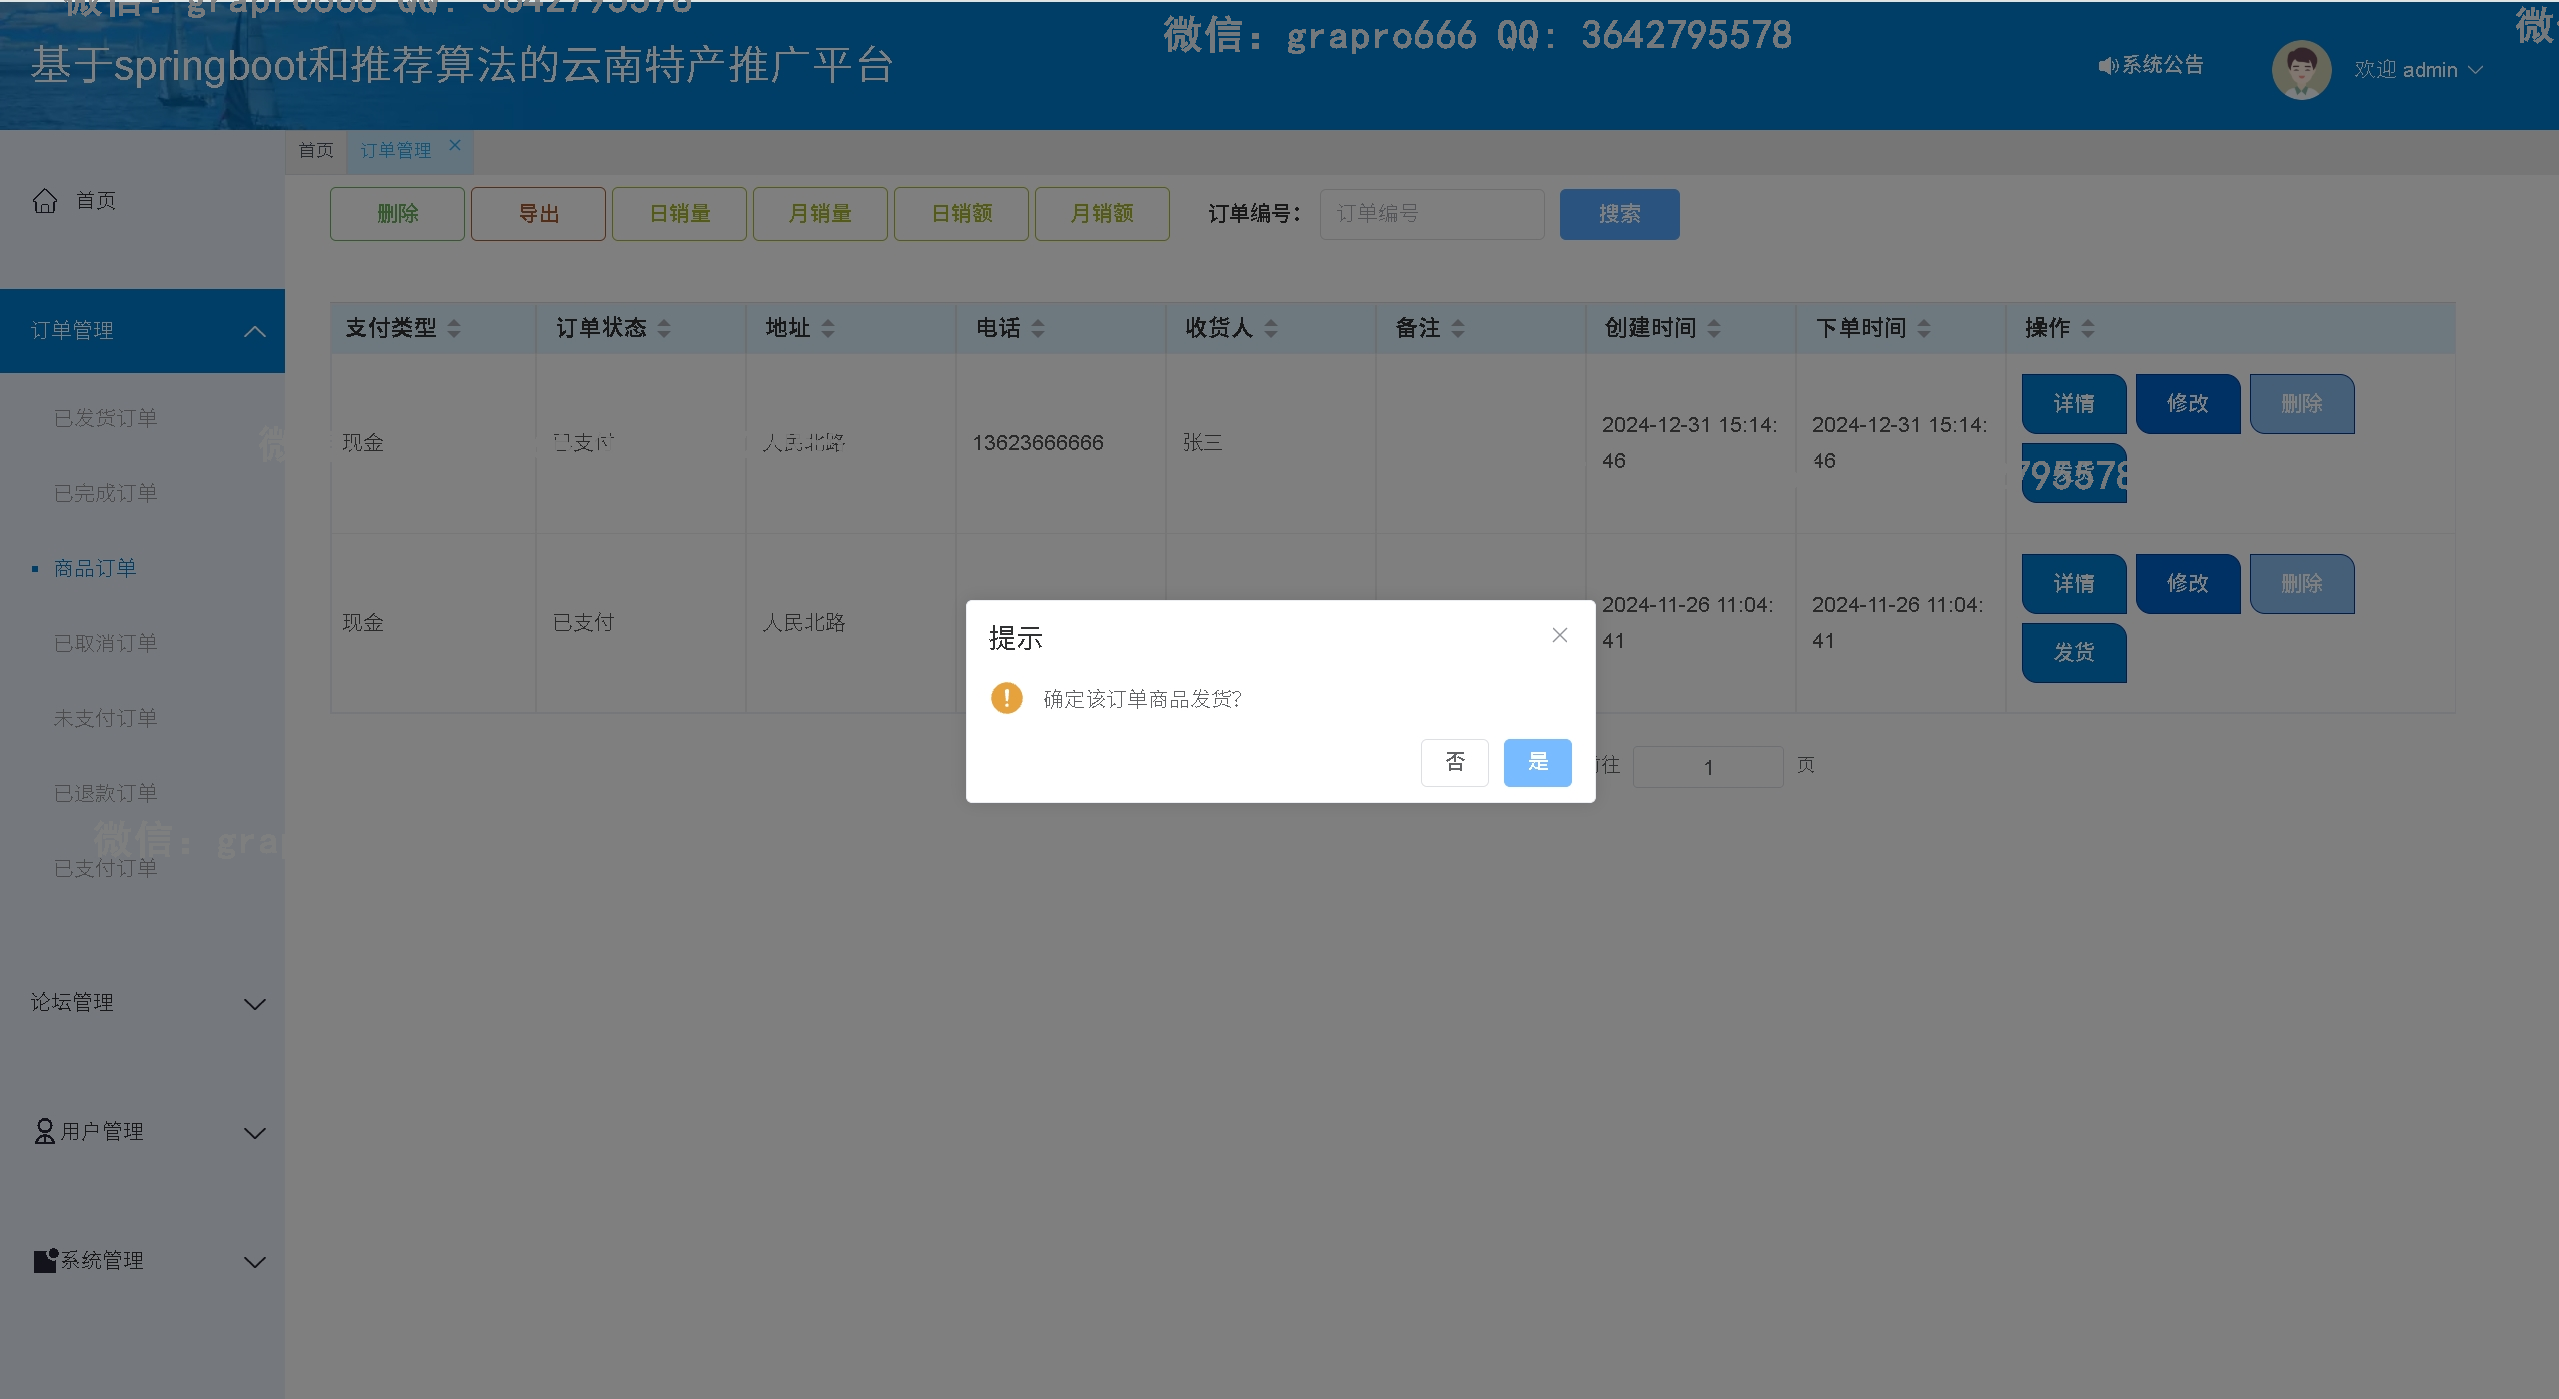 微信: grapro666 QQ: 3642795578
微信: grapro666 QQ: 3642795578
微
基于springboot和推荐算法的云南特产推广平台
系统公告
欢迎 admin
首页 订单管理
首页
删除 导出 日销量 月销量 日销额 月销额 订单编号: 订单编号 搜索
订单管理
支付类型 订单状态 地址 电话 收货人 备注 创建时间 下单时间 操作
已发货订单
已完成订单
商品订单
已取消订单
未支付订单
已退款订单
已支付订单
微
现金 已支付 人民北路 13623666666 张三 2024-12-31 15:14:46 2024-12-31 15:14:46 详情 修改 删除
795578
现金 已支付 人民北路 2024-11-26 11:04:41 2024-11-26 11:04:41 详情 修改 删除
发货
提示
确定该订单商品发货?
否 是
往 1 页
微信: gra
论坛管理
用户管理
系统管理